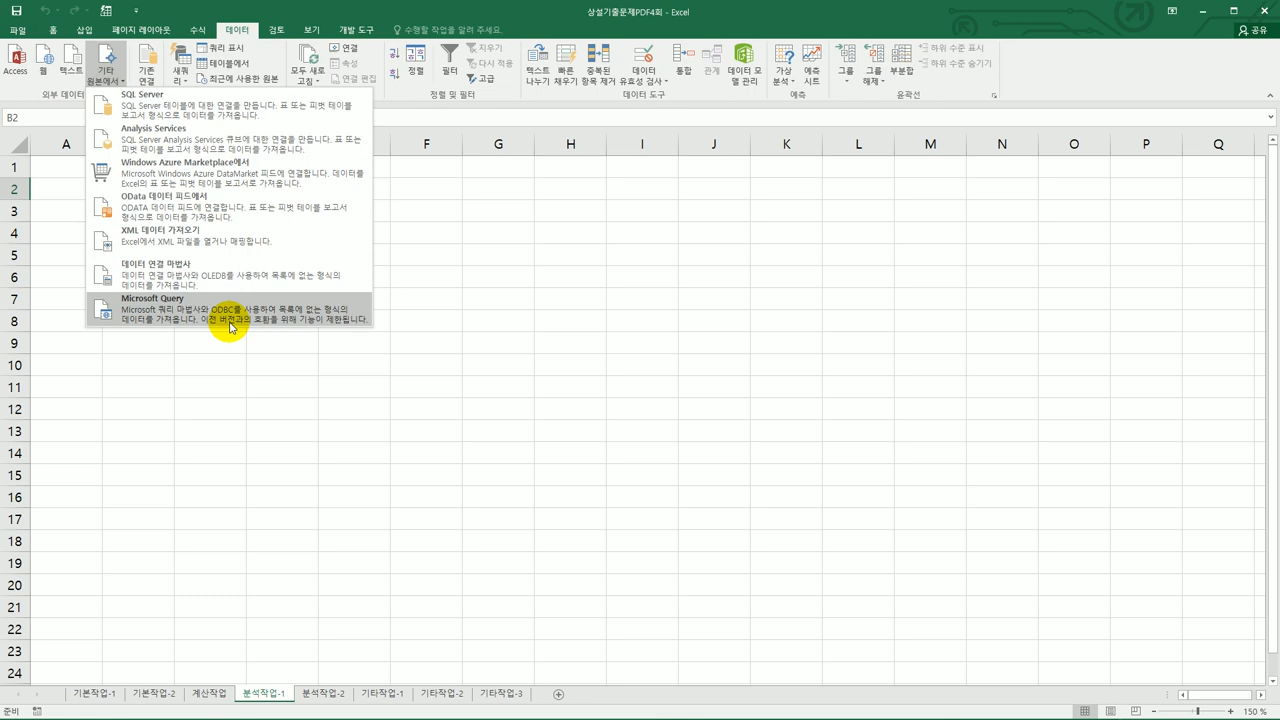 상설기출문제PDF4회 - Excel
파일 홈 삽입 페이지 레이아웃 수식 데이터 검토 보기 개발 도구 수행할 작업을 알려 주세요. 공유
Access 웹 텍스트 기타 원본에서 기존 연결 새쿼리 쿼리 표시 테이블에서 최근에 사용한 원본 모두 새로 고침 연결 속성 연결 편집 정렬 필터 지우기 다시 적용 고급 텍스트 나누기 빠른 채우기 중복된 항목 제거 데이터 유효성 검사 통합 관계 데이터 모델 관리 가상 분석 예측 시트 그룹 그룹 해제 부분합 하위 수준 표시 하위 수준 숨기기
외부 데이터 정렬 및 필터 데이터 도구 예측 윤곽선
B2
SQL Server
SQL Server 테이블에 대한 연결을 만듭니다. 표 또는 피벗 테이블
보고서 형식으로 데이터를 가져옵니다.
Analysis Services
SQL Server Analysis Services 큐브에 대한 연결을 만듭니다. 표 또는
피벗 테이블 보고서 형식으로 데이터를 가져옵니다.
Windows Azure Marketplace에서
Microsoft Windows Azure DataMarket 피드에 연결합니다. 데이터를
Excel의 표 또는 피벗 테이블 보고서로 가져옵니다.
OData 데이터 피드에서
ODATA 데이터 피드에 연결합니다. 표 또는 피벗 테이블 보고서
형식으로 데이터를 가져옵니다.
XML 데이터 가져오기
Excel에서 XML 파일을 열거나 매핑합니다.
데이터 연결 마법사
데이터 연결 마법사와 OLEDB를 사용하여 목록에 없는 형식의
데이터를 가져옵니다.
Microsoft Query
Microsoft 쿼리 마법사와 ODBC를 사용하여 목록에 없는 형식의
데이터를 가져옵니다. 이전 버전과의 호환을 위해 기능이 제한됩니다.
A F G H I J K L M N O P Q
1
2
3
4
5
6
7
8
9
10
11
12
13
14
15
16
17
18
19
20
21
22
23
24
기본작업-1 기본작업-2 계산작업 분석작업-1 분석작업-2 기타작업-1 기타작업-2 기타작업-3
준비 150 %